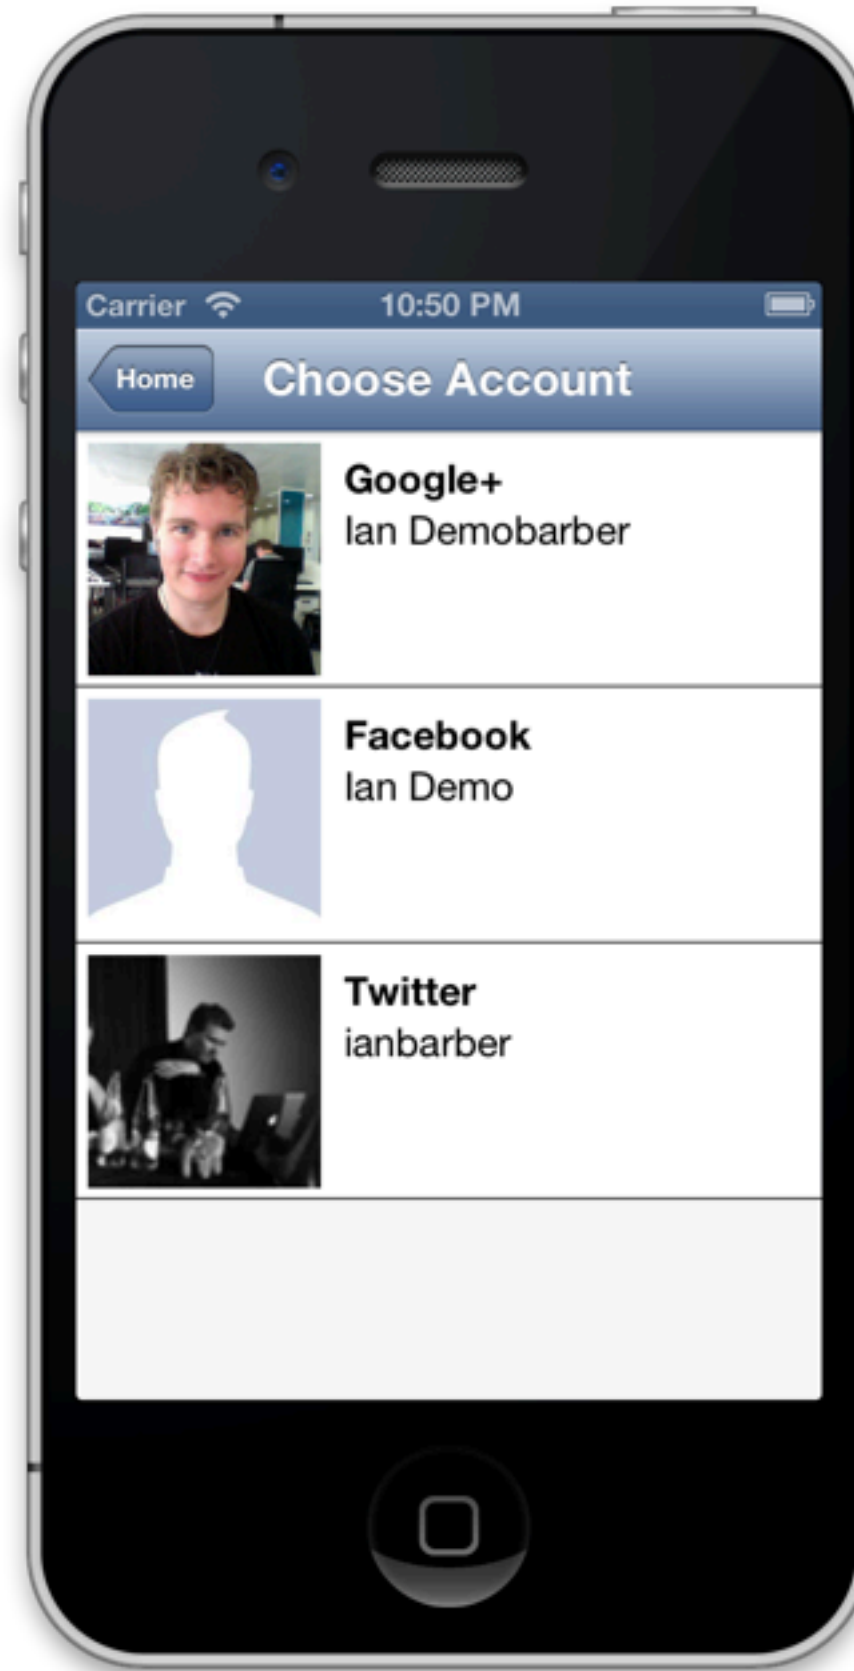 Carrier 10:50 PM
Home Choose Account
Google+
Ian Demobarber
Facebook
Ian Demo
Twitter
ianbarber